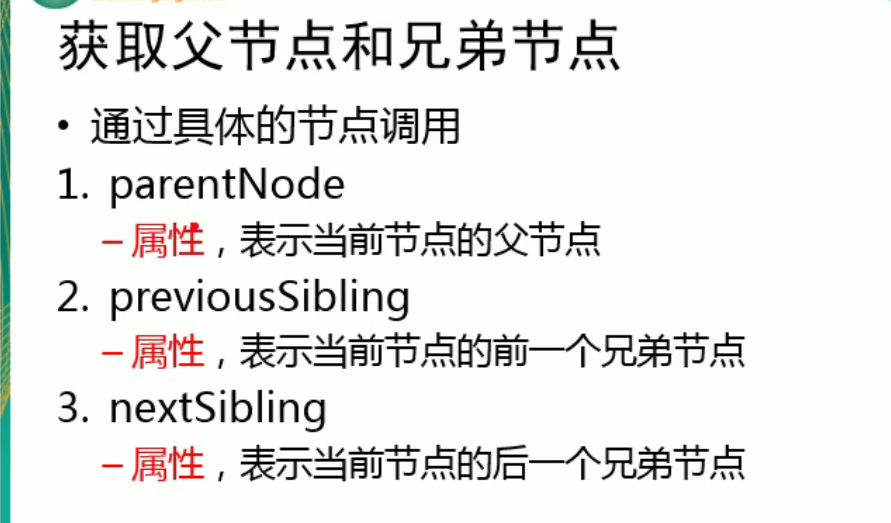 获取父节点和兄弟节点
• 通过具体的节点调用
1. parentNode
– 属性，表示当前节点的父节点
2. previousSibling
– 属性，表示当前节点的前一个兄弟节点
3. nextSibling
– 属性，表示当前节点的后一个兄弟节点